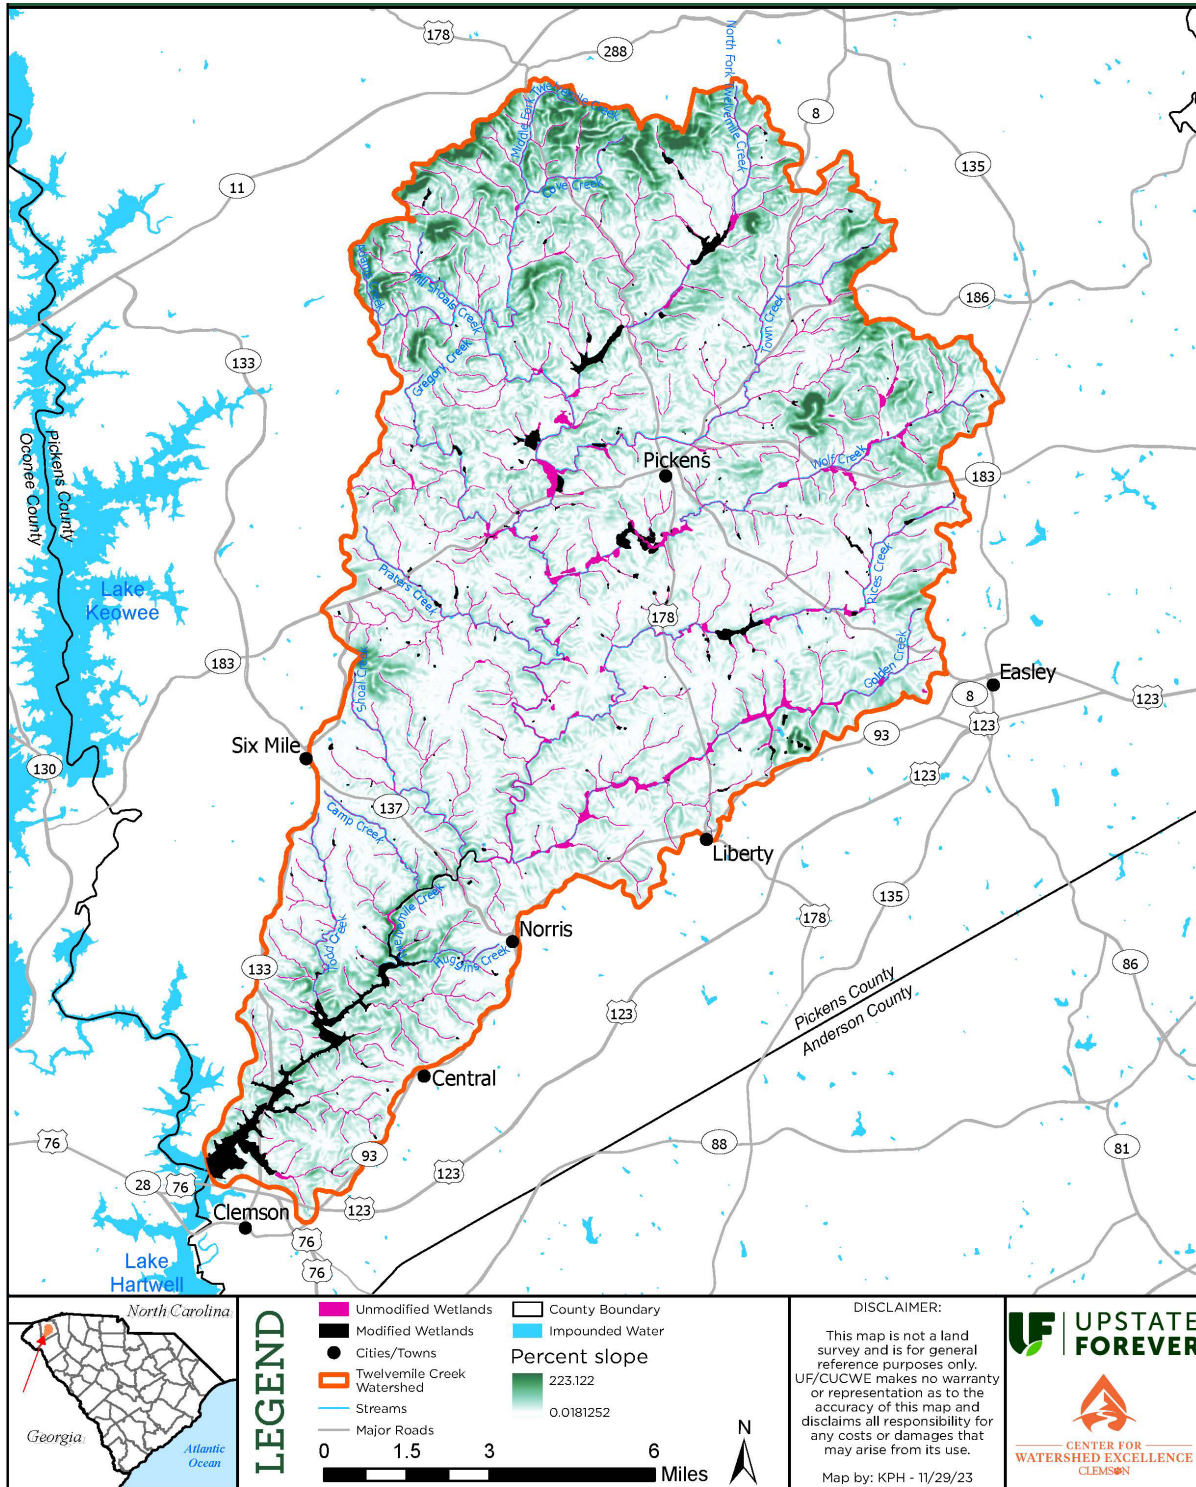 178
288
North Fork Twelvemile Creek
8
Middle Fork Twelvemile Creek
135
11
Cove Creek
Mill Shoals Creek
186
Town Creek
133
Gregory Creek
Pickens County
Oconee County
Pickens
Wolf Creek
183
Lake
Keowee
Praters Creek
Rices Creek
178
183
Shoal Creek
Golden Creek
Easley
8
123
123
93
Six Mile
130
123
137
Camp Creek
Liberty
135
178
Twelvemile Creek
Todd Creek
Norris
Huggins Creek
133
86
Pickens County
Anderson County
123
Central
76
88
81
93
123
28
76
123
Clemson
76
76
Lake
Hartwell
North Carolina
Georgia
Atlantic
Ocean
LEGEND
Unmodified Wetlands
Modified Wetlands
Cities/Towns
Twelvemile Creek
Watershed
Streams
Major Roads
County Boundary
Impounded Water
Percent slope
223.122
0.0181252
0 1.5 3 6
Miles
N
DISCLAIMER:
This map is not a land
survey and is for general
reference purposes only.
UF/CUCWE makes no warranty
or representation as to the
accuracy of this map and
disclaims all responsibility for
any costs or damages that
may arise from its use.
Map by: KPH - 11/29/23
UF
UPSTATE
FOREVER
CENTER FOR
WATERSHED EXCELLENCE
CLEMSON